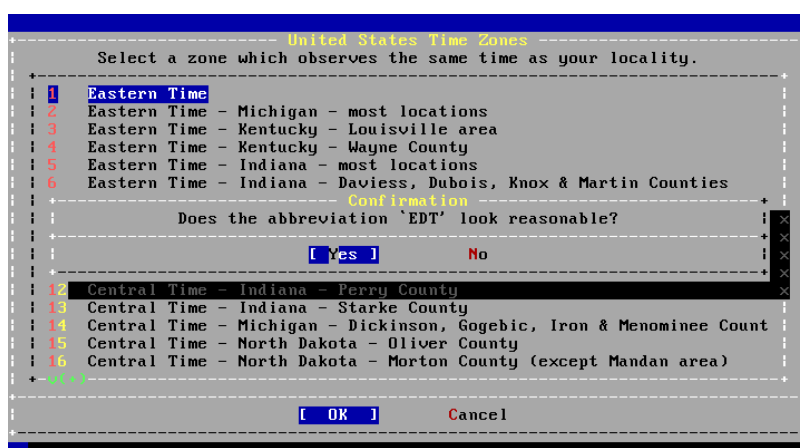 United States Time Zones
Select a zone which observes the same time as your locality.
1 Eastern Time
2 Eastern Time - Michigan - most locations
3 Eastern Time - Kentucky - Louisville area
4 Eastern Time - Kentucky - Wayne County
5 Eastern Time - Indiana - most locations
6 Eastern Time - Indiana - Daviess, Dubois, Knox & Martin Counties
Confirmation
Does the abbreviation `EDT' look reasonable?
[ Yes ] No
12 Central Time - Indiana - Perry County
13 Central Time - Indiana - Starke County
14 Central Time - Michigan - Dickinson, Gogebic, Iron & Menominee Count
15 Central Time - North Dakota - Oliver County
16 Central Time - North Dakota - Morton County (except Mandan area)
v(+)
[ OK ] Cancel